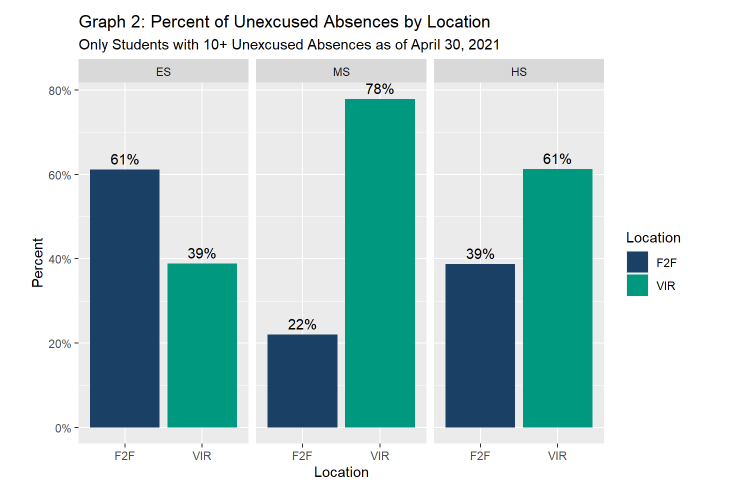 Graph 2: Percent of Unexcused Absences by Location
Only Students with 10+ Unexcused Absences as of April 30, 2021
ES MS HS
80%
60%
40%
20%
0%
Percent
61%
39%
22%
78%
39%
61%
F2F VIR F2F VIR F2F VIR
Location
Location
F2F
VIR